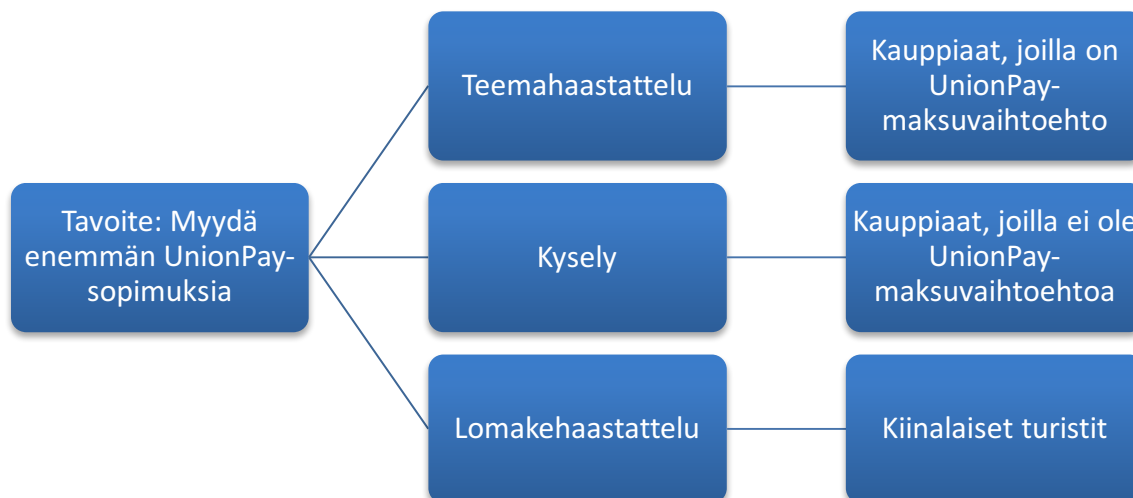 Teemahaastattelu
Kauppiaat, joilla on
UnionPay-
maksuvaihtoehto
Tavoite: Myydä
enemmän UnionPay-
sopimuksia
Kysely
Kauppiaat, joilla ei ole
UnionPay-
maksuvaihtoehtoa
Lomakehaastattelu
Kiinalaiset turistit